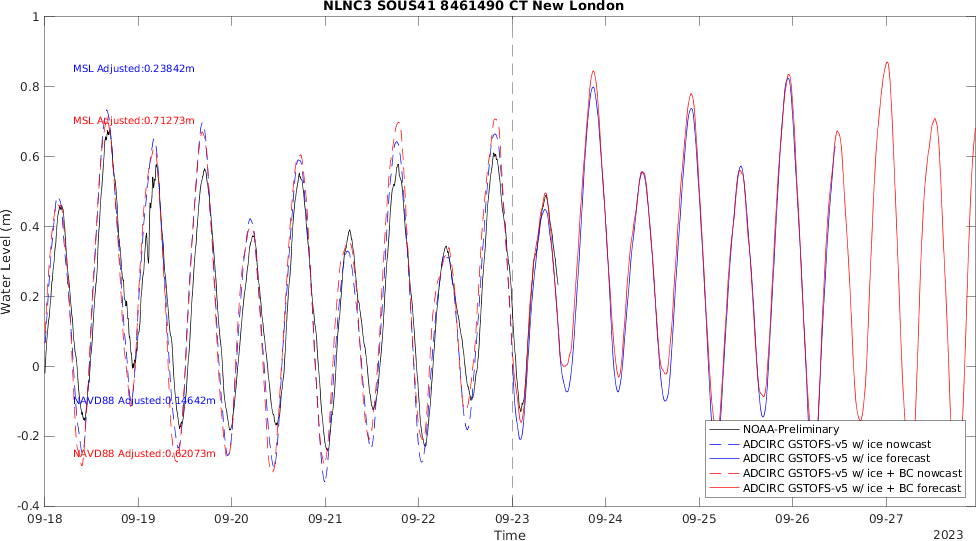 NLNC3 SOUS41 8461490 CT New London
1
0.8
0.6
0.4
0.2
0
-0.2
-0.4
Water Level (m)
MSL Adjusted:0.23842m
MSL Adjusted:0.71273m
NAVD88 Adjusted:0.14642m
NAVD88 Adjusted:0.62073m
NOAA-Preliminary
ADCIRC GSTOFS-v5 w/ ice nowcast
ADCIRC GSTOFS-v5 w/ ice forecast
ADCIRC GSTOFS-v5 w/ ice + BC nowcast
ADCIRC GSTOFS-v5 w/ ice + BC forecast
09-18 09-19 09-20 09-21 09-22 09-23 09-24 09-25 09-26 09-27
Time
2023